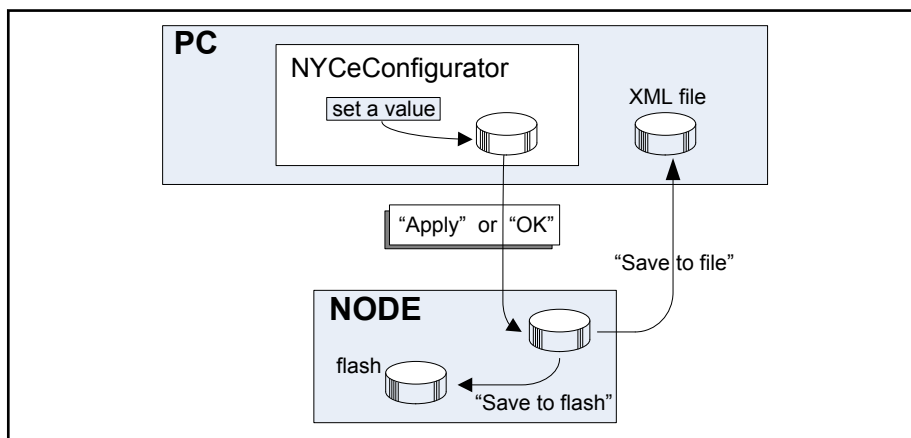 PC
NYCeConfigurator
set a value
XML file
“Apply” or “OK”
“Save to file”
NODE
flash
“Save to flash”